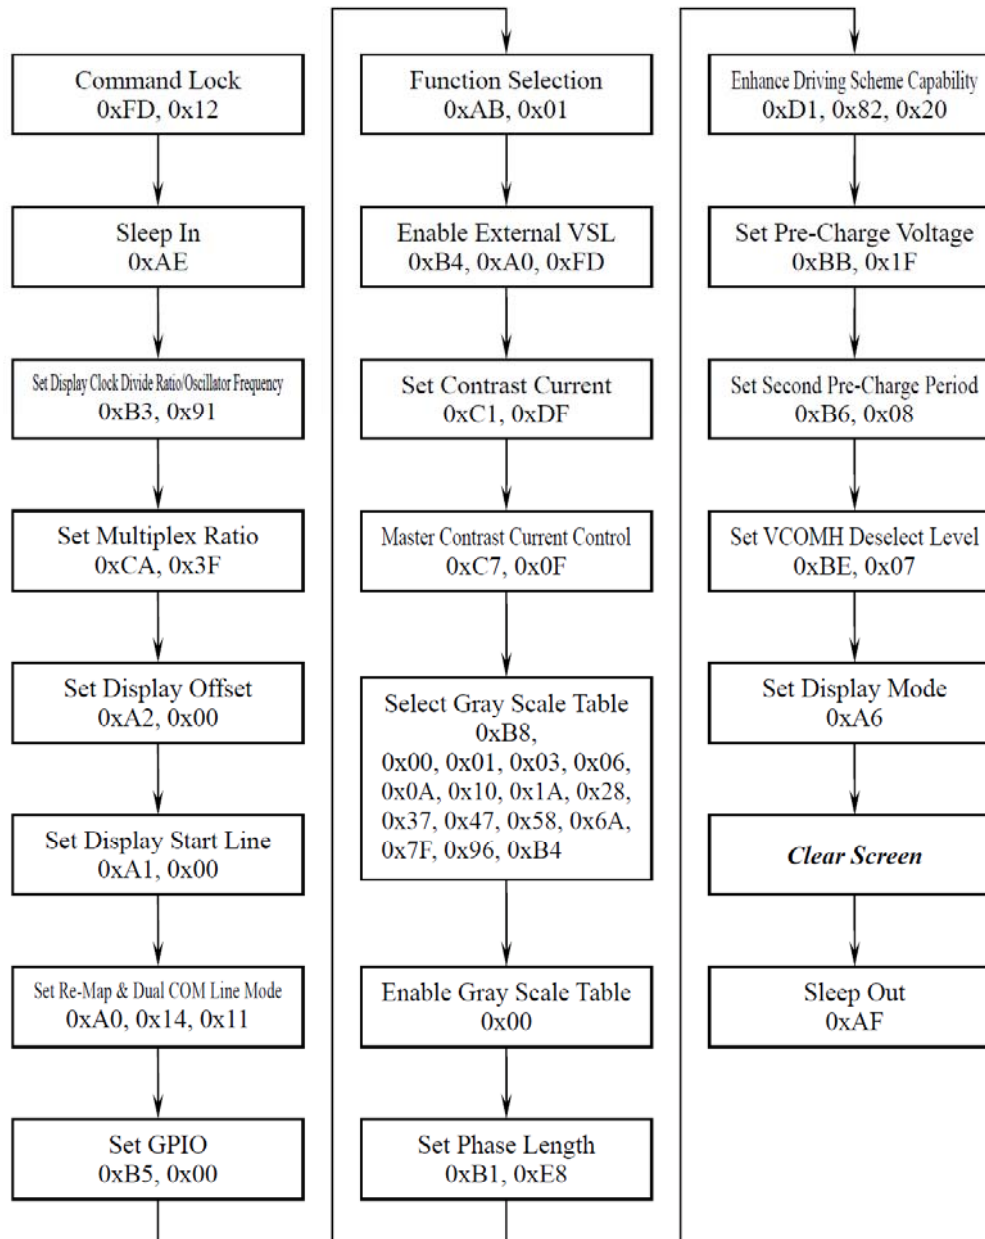 Command Lock
0xFD, 0x12
Sleep In
0xAE
Set Display Clock Divide Ratio/Oscillator Frequency
0xB3, 0x91
Set Multiplex Ratio
0xCA, 0x3F
Set Display Offset
0xA2, 0x00
Set Display Start Line
0xA1, 0x00
Set Re-Map & Dual COM Line Mode
0xA0, 0x14, 0x11
Set GPIO
0xB5, 0x00
Function Selection
0xAB, 0x01
Enable External VSL
0xB4, 0xA0, 0xFD
Set Contrast Current
0xC1, 0xDF
Master Contrast Current Control
0xC7, 0x0F
Select Gray Scale Table
0xB8,
0x00, 0x01, 0x03, 0x06,
0x0A, 0x10, 0x1A, 0x28,
0x37, 0x47, 0x58, 0x6A,
0x7F, 0x96, 0xB4
Enable Gray Scale Table
0x00
Set Phase Length
0xB1, 0xE8
Enhance Driving Scheme Capability
0xD1, 0x82, 0x20
Set Pre-Charge Voltage
0xBB, 0x1F
Set Second Pre-Charge Period
0xB6, 0x08
Set VCOMH Deselect Level
0xBE, 0x07
Set Display Mode
0xA6
Clear Screen
Sleep Out
0xAF